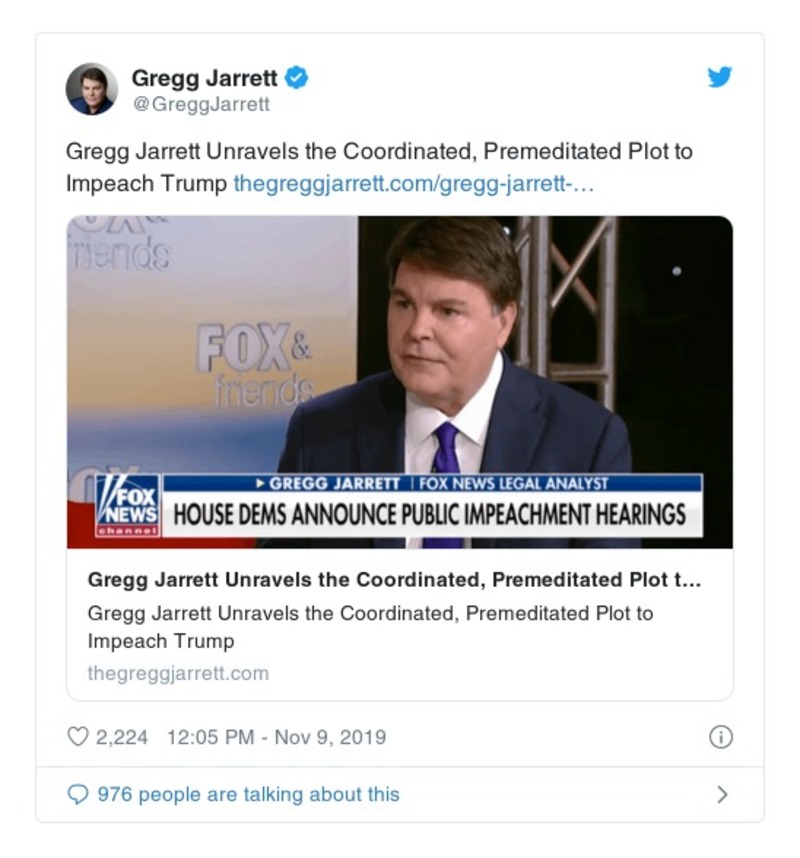 Gregg Jarrett
@GreggJarrett
Gregg Jarrett Unravels the Coordinated, Premeditated Plot to
Impeach Trump thegreggjarrett.com/gregg-jarrett-…
friends
FOX&
friends
GREGG JARRETT | FOX NEWS LEGAL ANALYST
FOX
NEWS
channel
HOUSE DEMS ANNOUNCE PUBLIC IMPEACHMENT HEARINGS
Gregg Jarrett Unravels the Coordinated, Premeditated Plot t…
Gregg Jarrett Unravels the Coordinated, Premeditated Plot to
Impeach Trump
thegreggjarrett.com
2,224 12:05 PM - Nov 9, 2019
976 people are talking about this